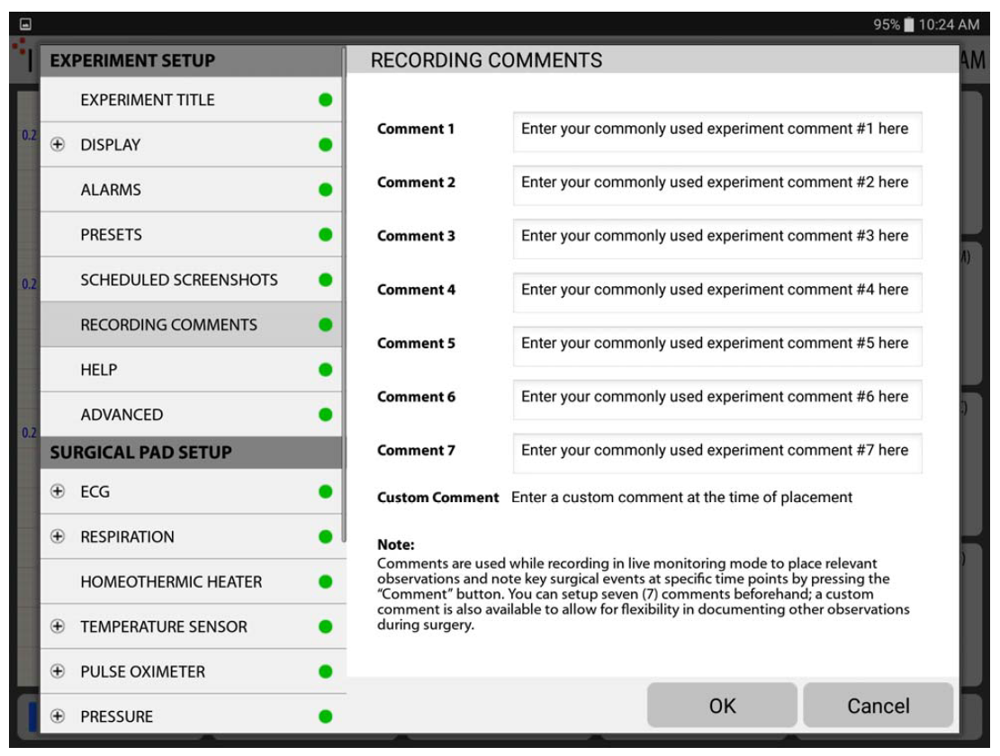 95% 10:24 AM
AM
EXPERIMENT SETUP
EXPERIMENT TITLE
DISPLAY
ALARMS
PRESETS
SCHEDULED SCREENSHOTS
RECORDING COMMENTS
HELP
ADVANCED
SURGICAL PAD SETUP
ECG
RESPIRATION
HOMEOTHERMIC HEATER
TEMPERATURE SENSOR
PULSE OXIMETER
PRESSURE
0.2
0.2
0.2
RECORDING COMMENTS
Comment 1 Enter your commonly used experiment comment #1 here
Comment 2 Enter your commonly used experiment comment #2 here
Comment 3 Enter your commonly used experiment comment #3 here
Comment 4 Enter your commonly used experiment comment #4 here
Comment 5 Enter your commonly used experiment comment #5 here
Comment 6 Enter your commonly used experiment comment #6 here
Comment 7 Enter your commonly used experiment comment #7 here
Custom Comment Enter a custom comment at the time of placement
Note:
Comments are used while recording in live monitoring mode to place relevant
observations and note key surgical events at specific time points by pressing the
“Comment” button. You can setup seven (7) comments beforehand; a custom
comment is also available to allow for flexibility in documenting other observations
during surgery.
OK Cancel